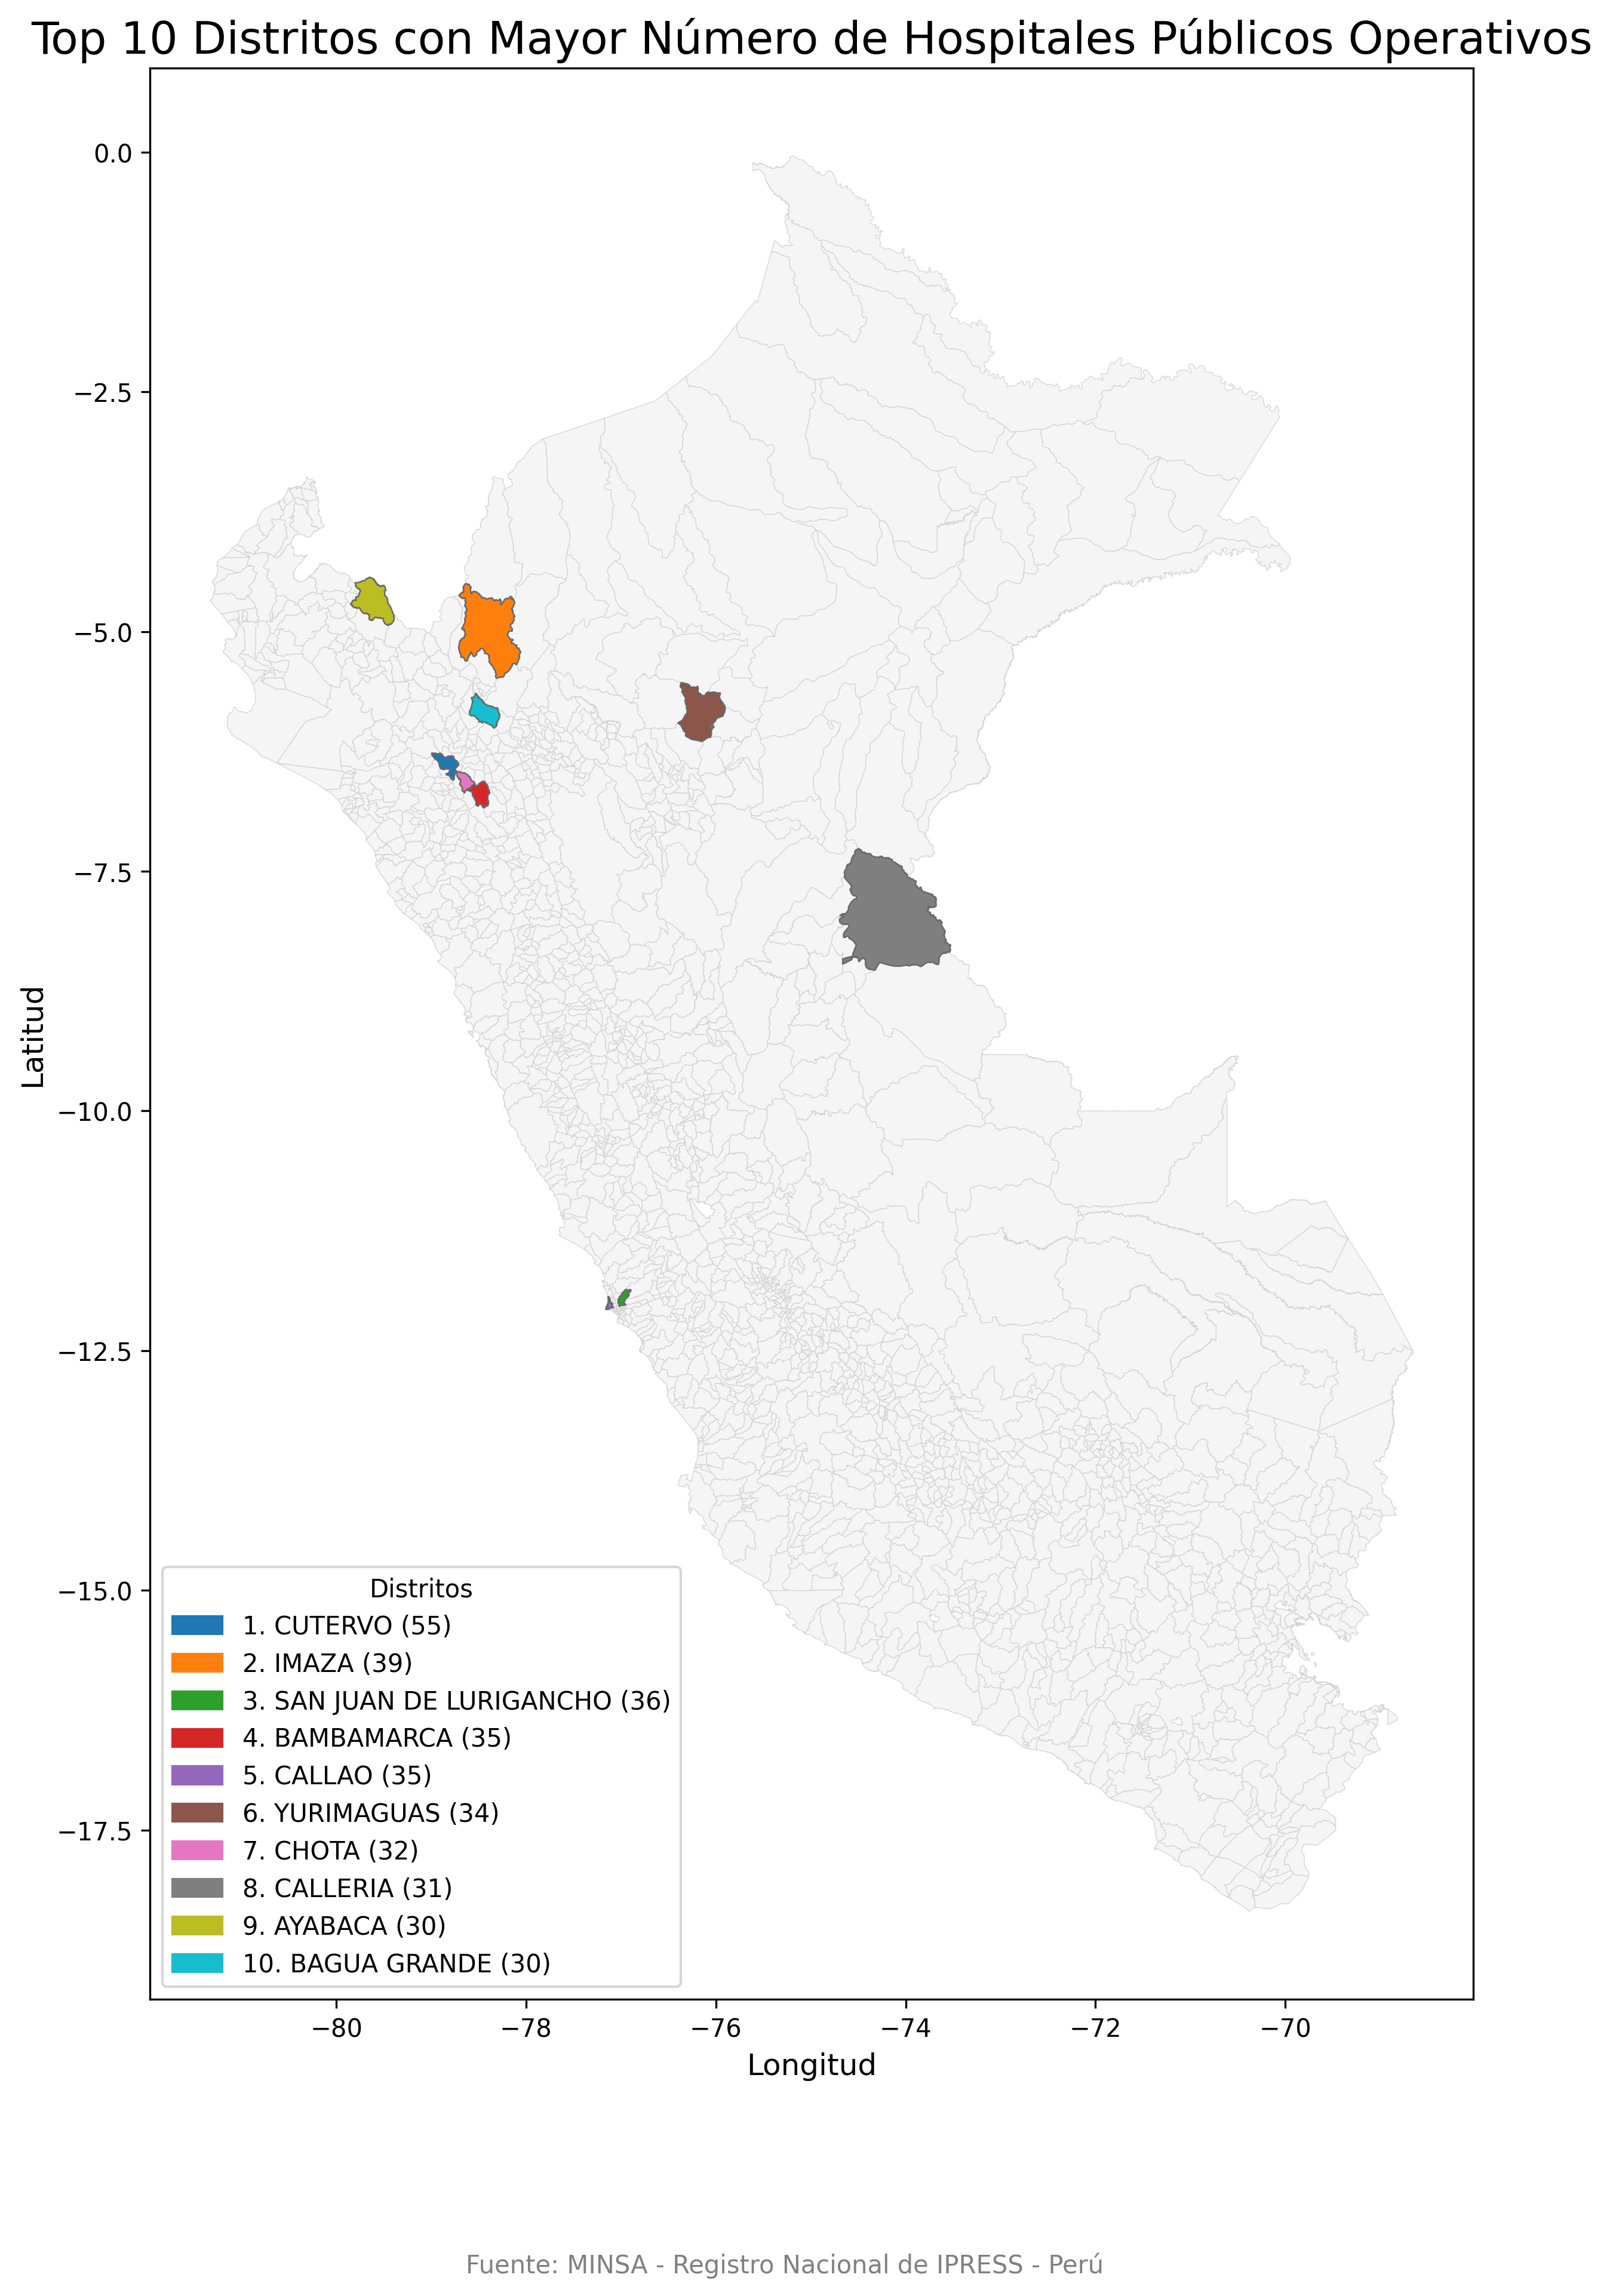 Top 10 Distritos con Mayor Número de Hospitales Públicos Operativos
Latitud
0.0
−2.5
−5.0
−7.5
−10.0
−12.5
−15.0
−17.5
Distritos
1. CUTERVO (55)
2. IMAZA (39)
3. SAN JUAN DE LURIGANCHO (36)
4. BAMBAMARCA (35)
5. CALLAO (35)
6. YURIMAGUAS (34)
7. CHOTA (32)
8. CALLERIA (31)
9. AYABACA (30)
10. BAGUA GRANDE (30)
−80 −78 −76 −74 −72 −70
Longitud
Fuente: MINSA - Registro Nacional de IPRESS - Perú